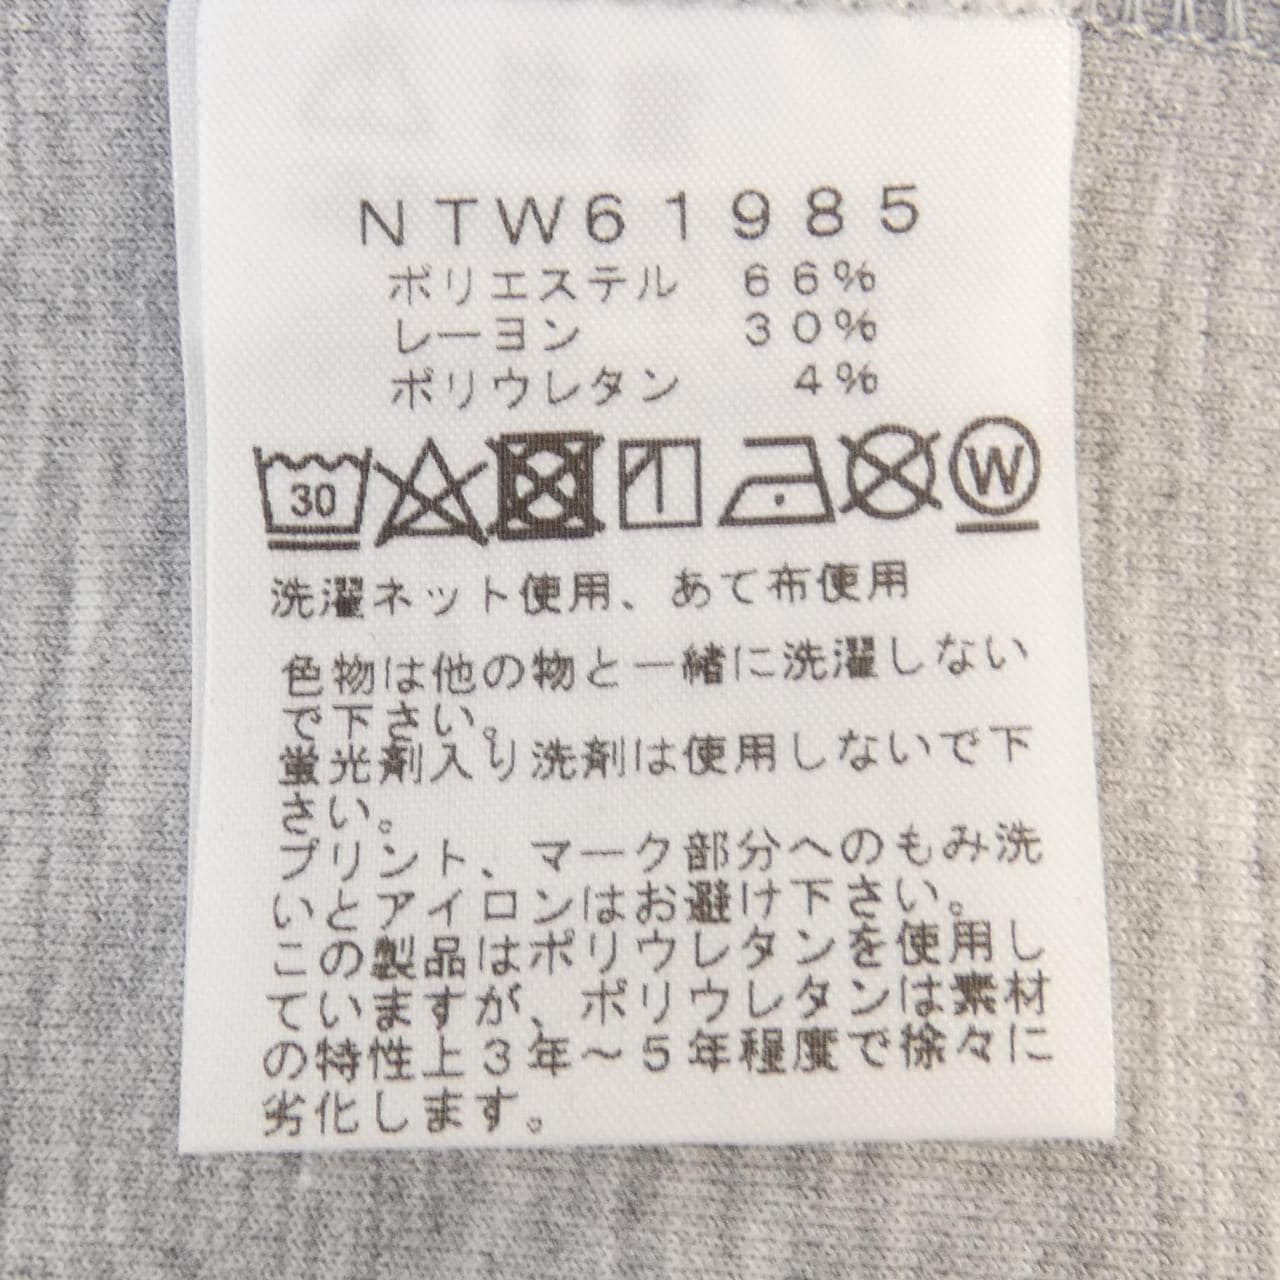 NTW61985
ポリエステル 66%
レーヨン 30%
ポリウレタン 4%
30 W
洗濯ネット使用、あて布使用
色物は他の物と一緒に洗濯しない
で下さい。
蛍光剤入り洗剤は使用しないで下
さい。
プリント、マーク部分へのもみ洗
いとアイロンはお避け下さい。
この製品はポリウレタンを使用し
ていますが、ポリウレタンは素材
の特性上3年～5年程度で徐々に
劣化します。